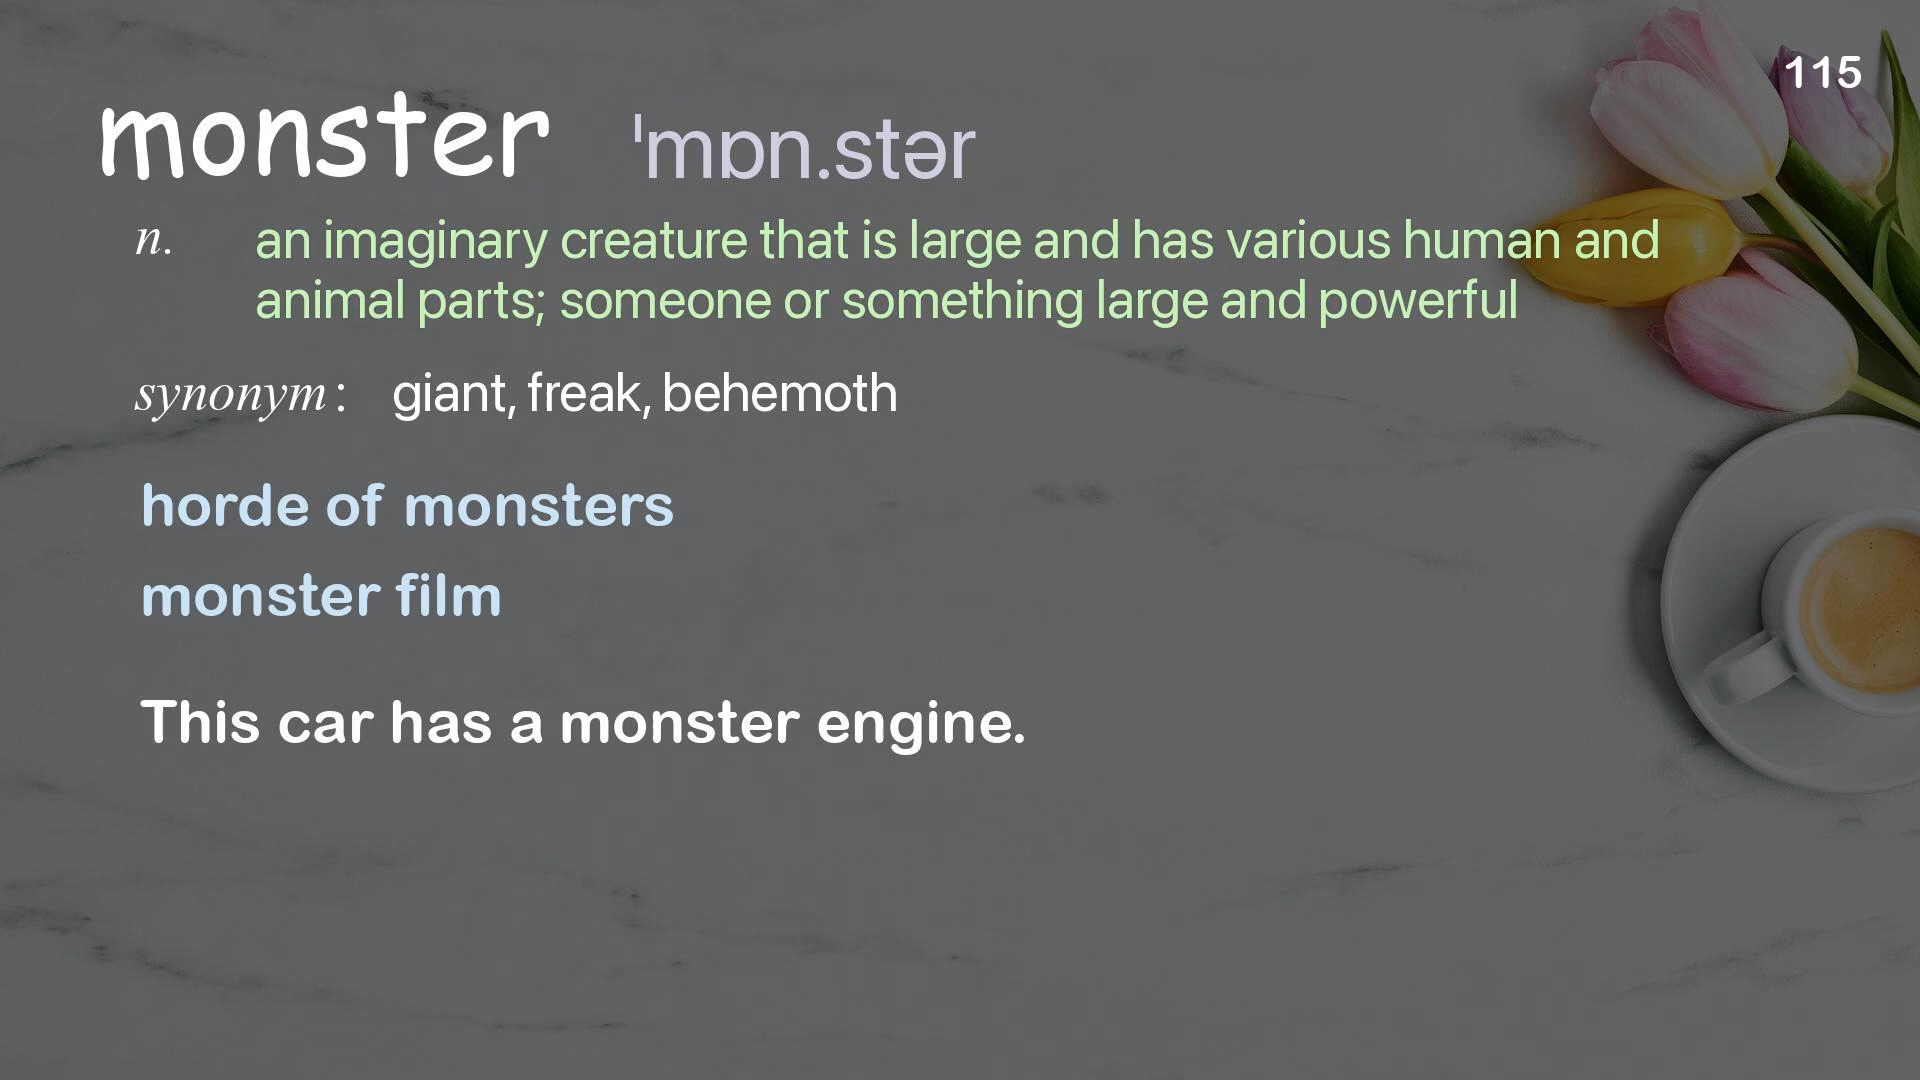 115
monster ˈmɒn.stər
n. an imaginary creature that is large and has various human and
animal parts; someone or something large and powerful
synonym: giant, freak, behemoth
horde of monsters
monster film
This car has a monster engine.